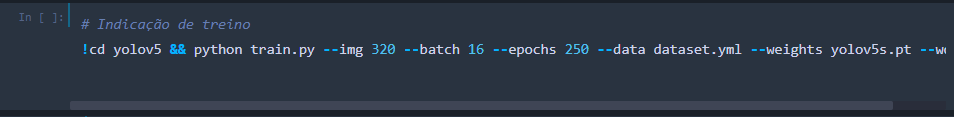 In [ ]:
# Indicação de treino
!cd yolov5 && python train.py --img 320 --batch 16 --epochs 250 --data dataset.yml --weights yolov5s.pt